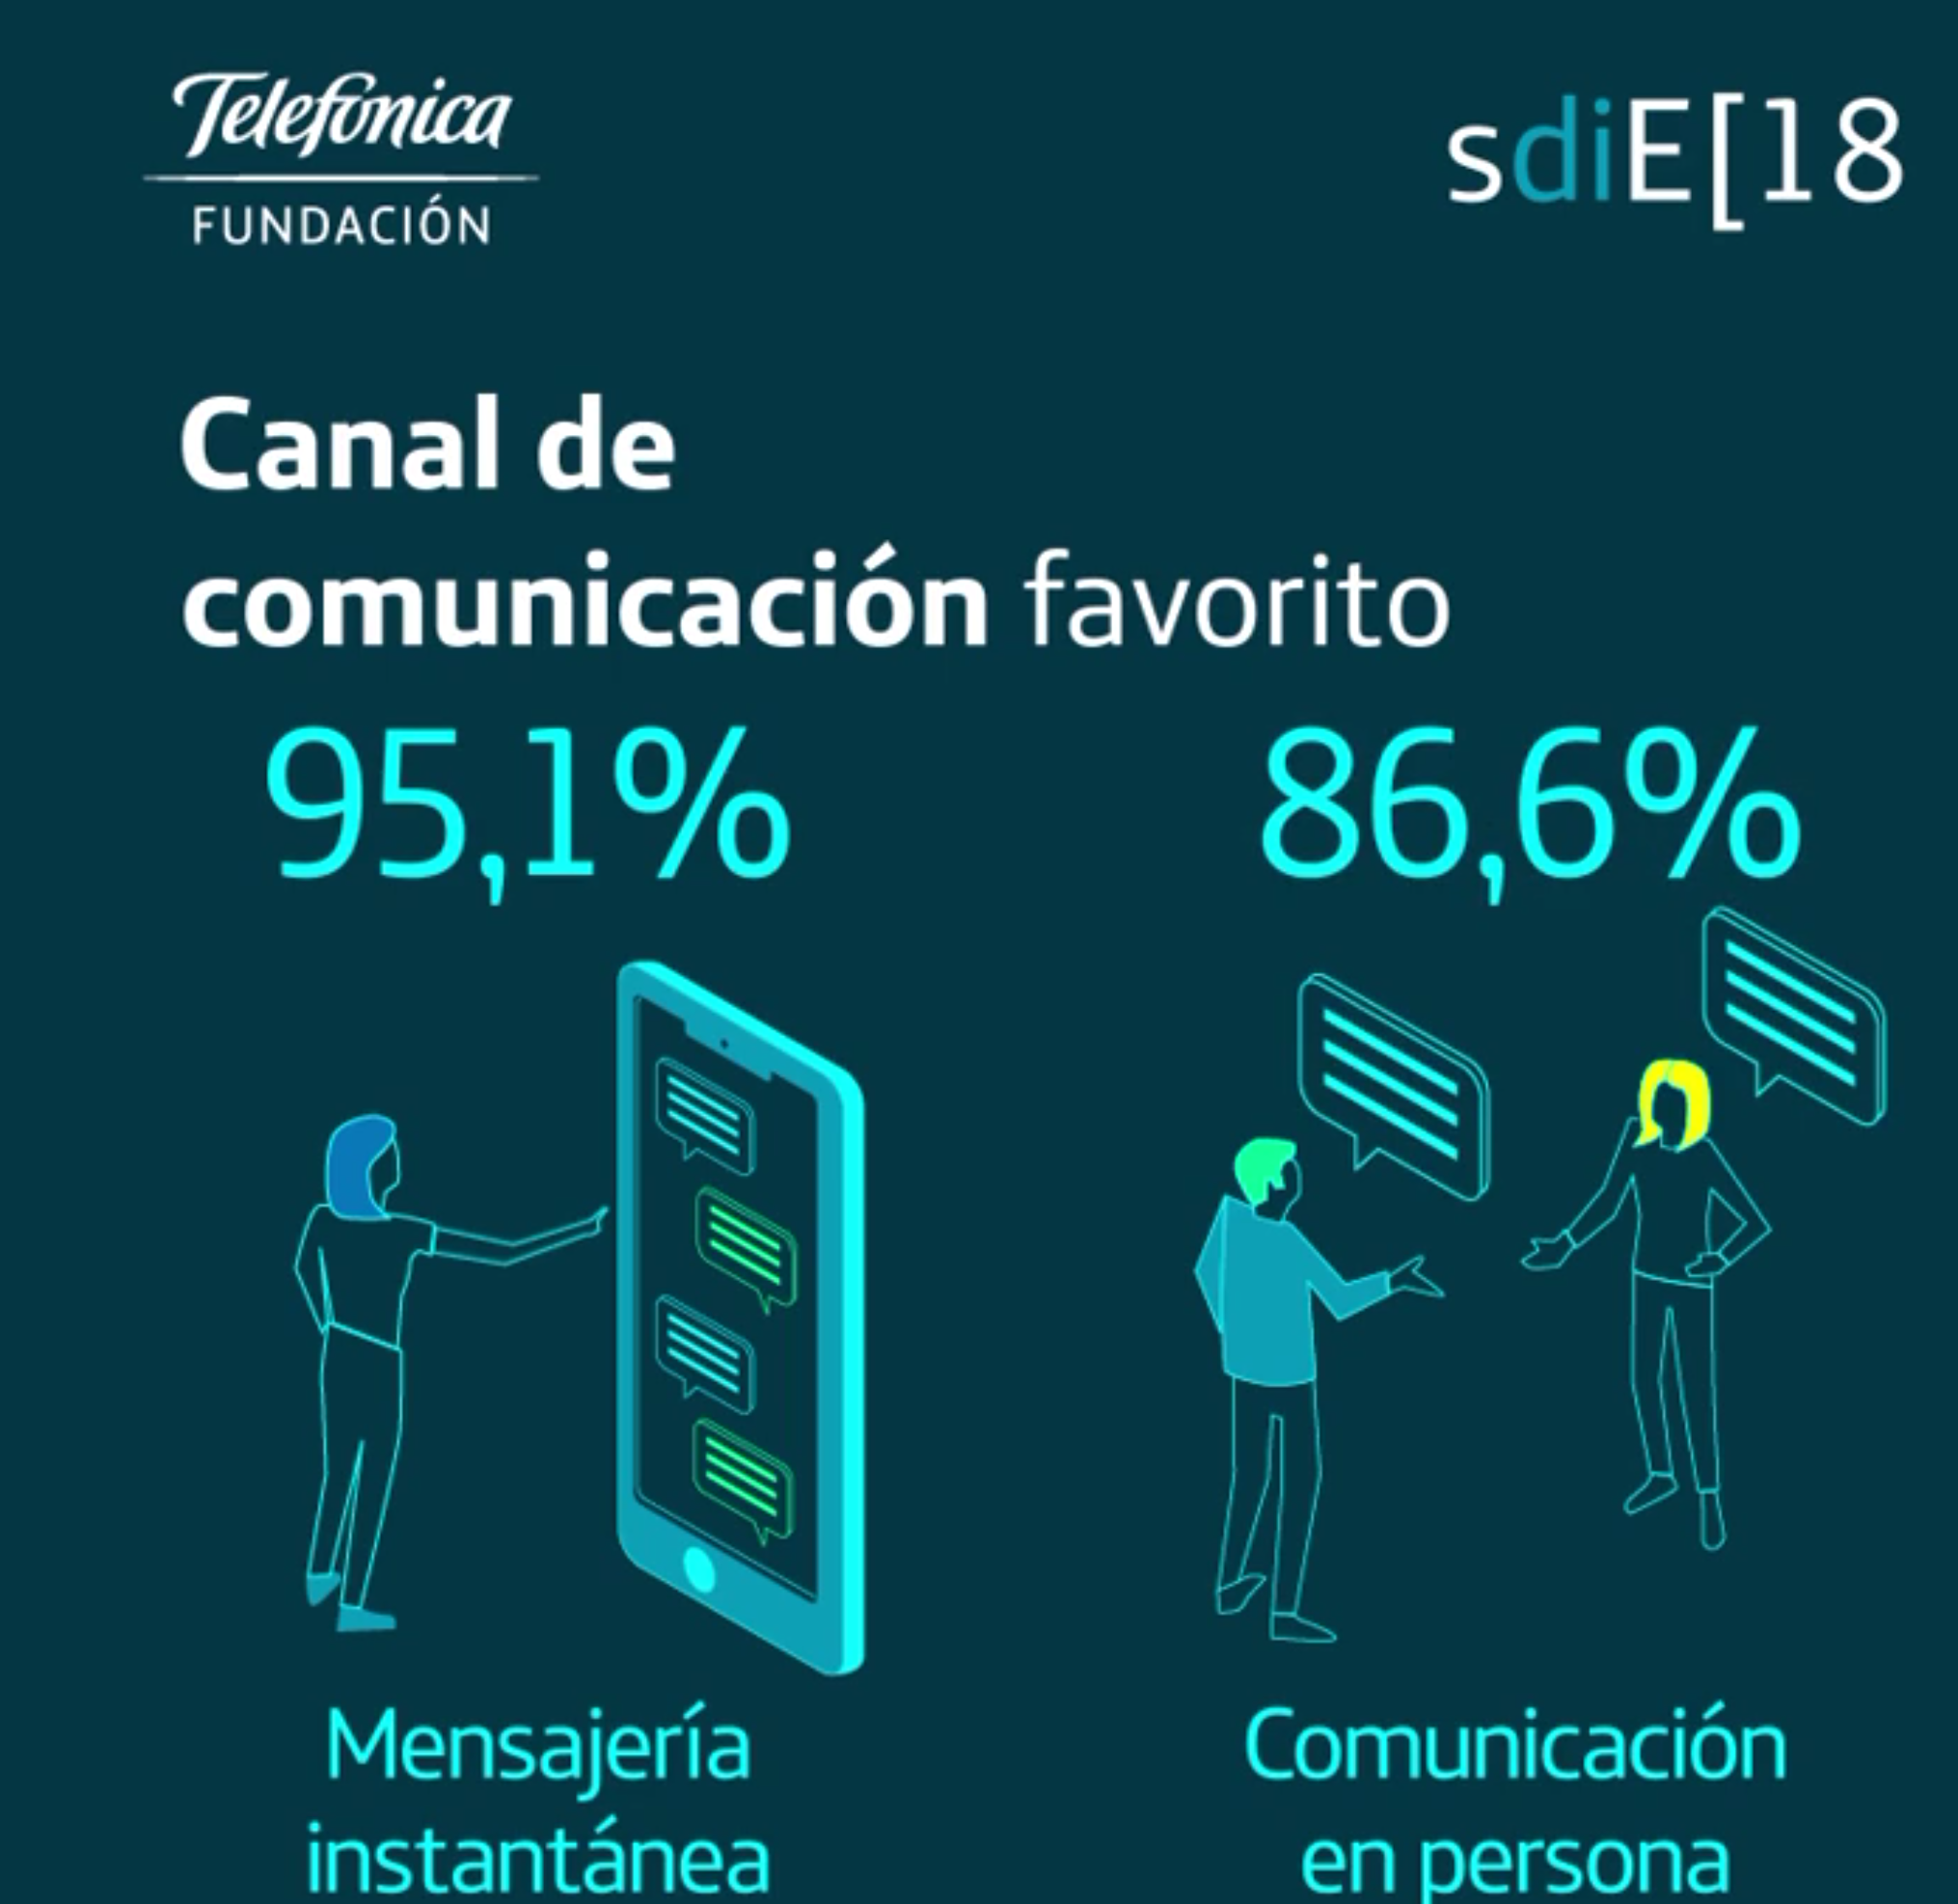 Telefónica
FUNDACIÓN
sdiE[18
Canal de
comunicación favorito
95,1%
86,6%
Mensajería
instantánea
Comunicación
en persona